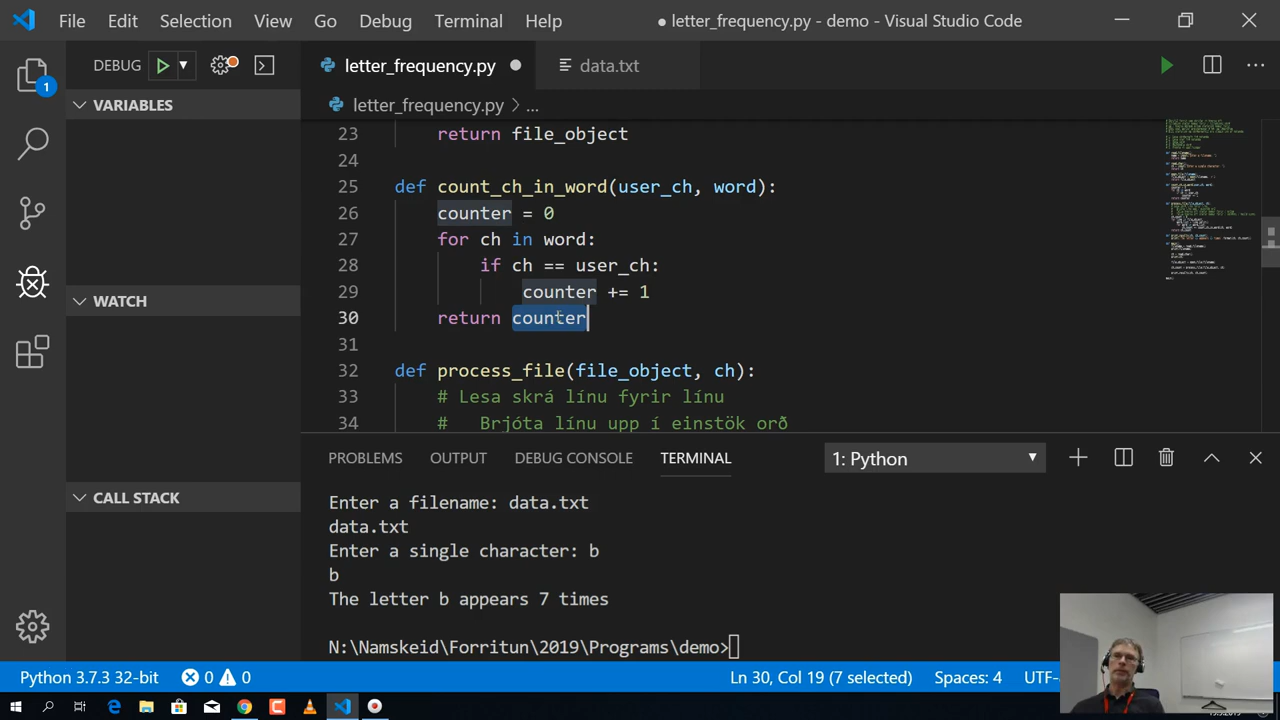 File Edit Selection View Go Debug Terminal Help ● letter_frequency.py - demo - Visual Studio Code
DEBUG
letter_frequency.py ● data.txt
1
VARIABLES
letter_frequency.py > ...
23 return file_object
24
25 def count_ch_in_word(user_ch, word):
26 counter = 0
27 for ch in word:
28 if ch == user_ch:
29 counter += 1
30 return counter
31
32 def process_file(file_object, ch):
33 # Lesa skrá línu fyrir línu
34 # Brjóta línu upp í einstök orð
WATCH
CALL STACK
PROBLEMS OUTPUT DEBUG CONSOLE TERMINAL 1: Python
Enter a filename: data.txt
data.txt
Enter a single character: b
b
The letter b appears 7 times
N:\Namskeid\Forritun\2019\Programs\demo>
Python 3.7.3 32-bit 0 0 Ln 30, Col 19 (7 selected) Spaces: 4 UTF-